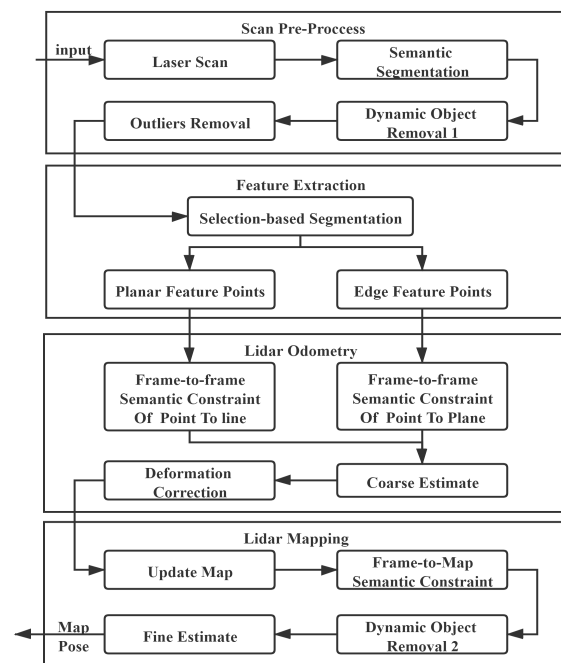 Scan Pre-Proccess
input
Laser Scan
Semantic
Segmentation
Outliers Removal
Dynamic Object
Removal 1
Feature Extraction
Selection-based Segmentation
Planar Feature Points
Edge Feature Points
Lidar Odometry
Frame-to-frame
Semantic Constraint
Of Point To line
Frame-to-frame
Semantic Constraint
Of Point To Plane
Deformation
Correction
Coarse Estimate
Lidar Mapping
Update Map
Frame-to-Map
Semantic Constraint
Map
Pose
Fine Estimate
Dynamic Object
Removal 2